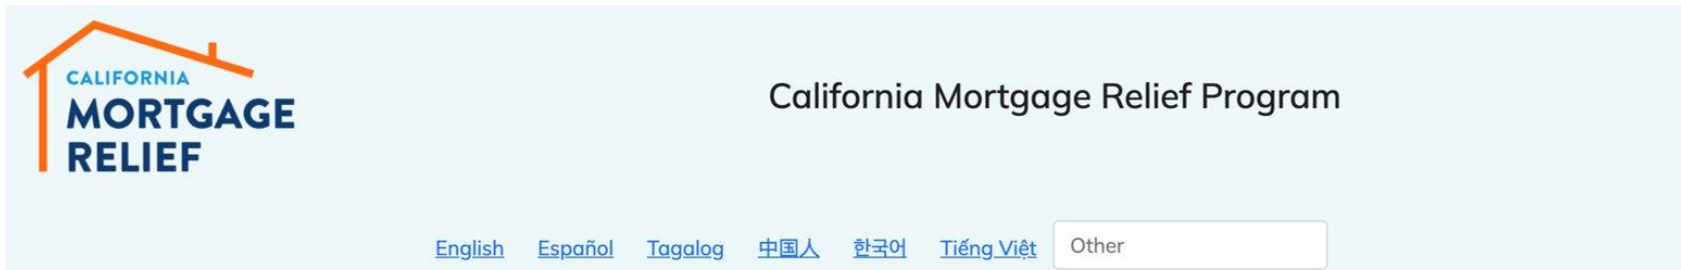 CALIFORNIA
MORTGAGE
RELIEF
California Mortgage Relief Program
English Español Tagalog 中国人 한국어 Tiếng Việt Other